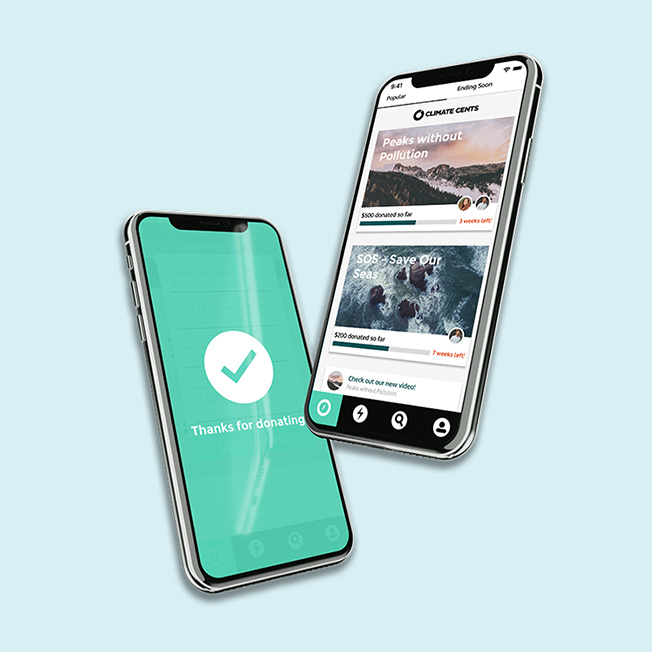 9:41
Popular
Ending Soon
CLIMATE CENTS
Peaks without
Pollution
$500 donated so far
3 weeks left!
SOS - Save Our
Seas
$200 donated so far
7 weeks left!
Check out our new video!
Peaks without Pollution
Thanks for donating